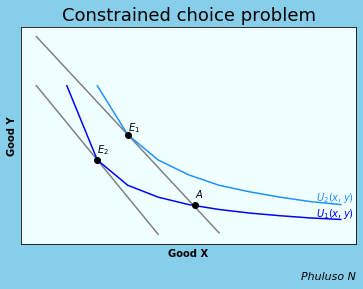 Constrained choice problem
Good Y
E₁
E₂
A
U₂(x, y)
U₁(x, y)
Good X
Phuluso N